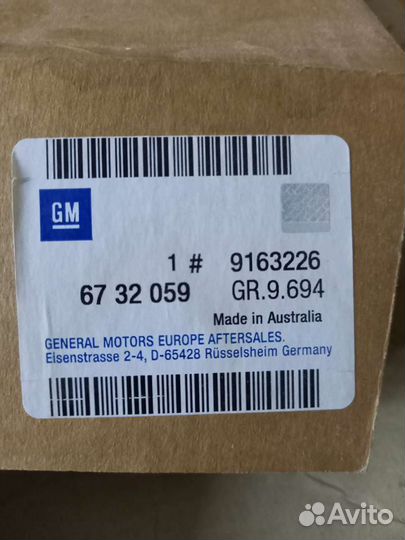 GM
1 # 9163226
67 32 059 GR.9.694
Made in Australia
GENERAL MOTORS EUROPE AFTERSALES.
Eisenstrasse 2-4, D-65428 Rüsselsheim Germany
Avito